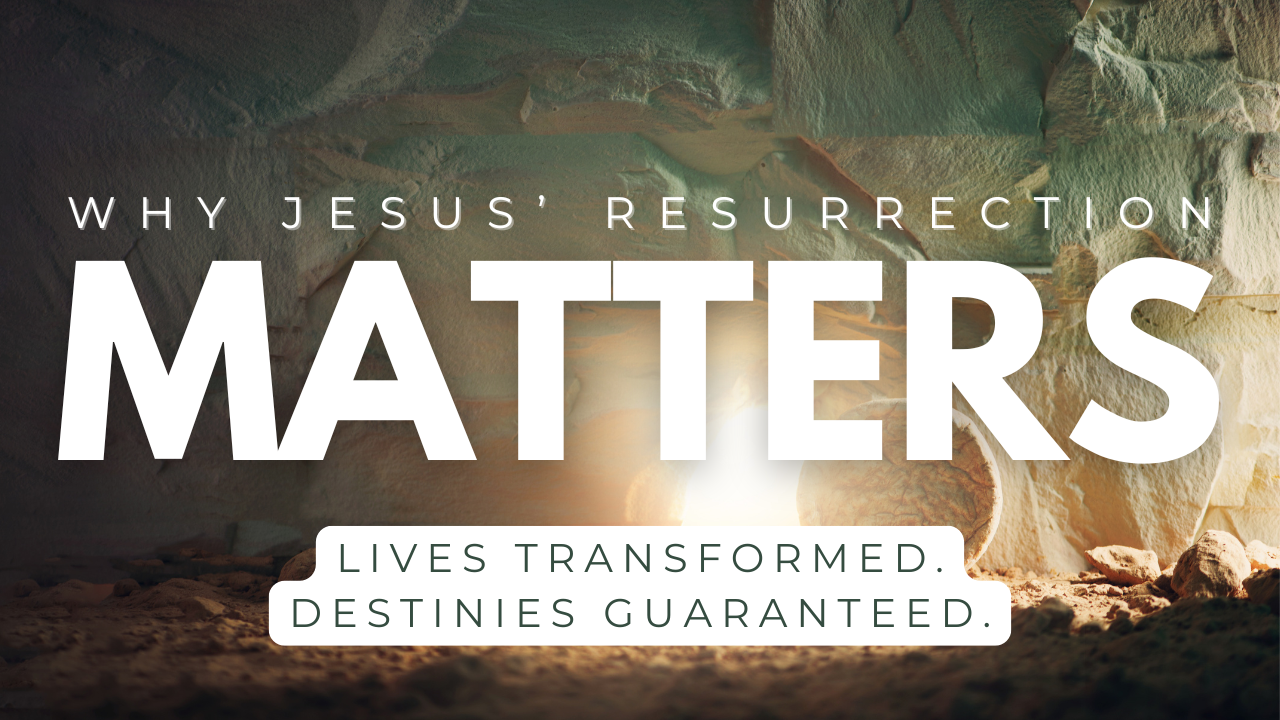 WHY JESUS’ RESURRECTION
MATTERS
LIVES TRANSFORMED.
DESTINIES GUARANTEED.